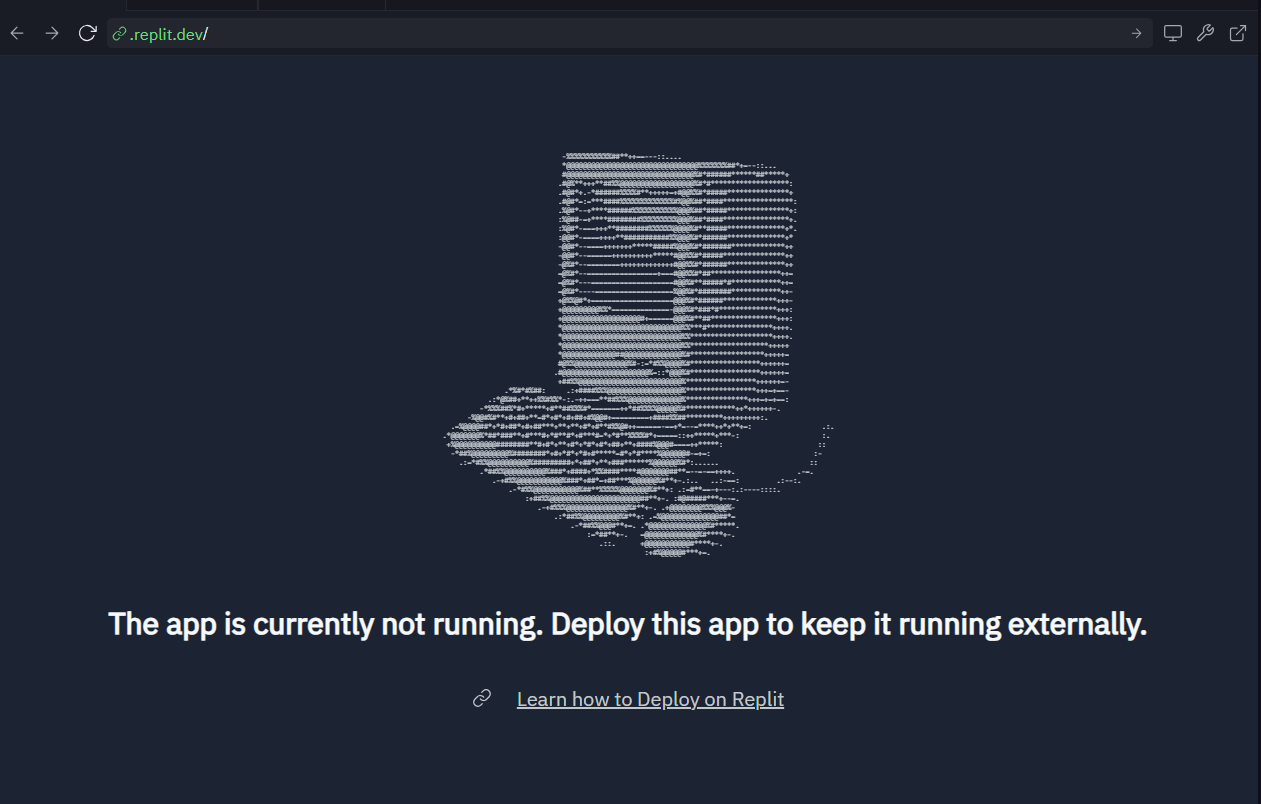 .replit.dev/
The app is currently not running. Deploy this app to keep it running externally.
Learn how to Deploy on Replit